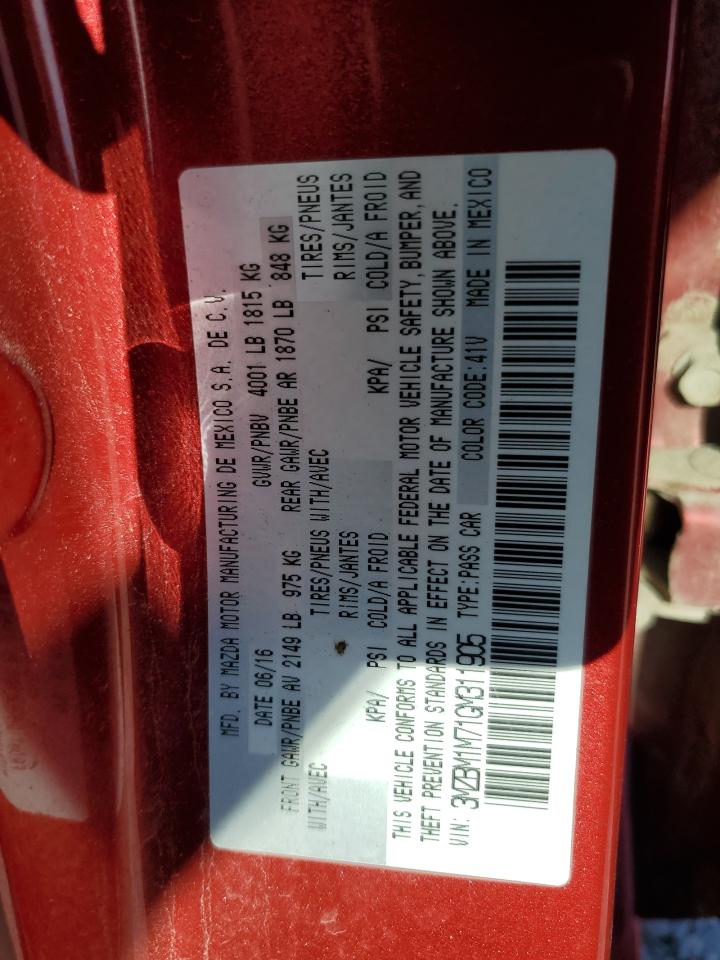 MFD. BY MAZDA MOTOR MANUFACTURING DE MEXICO S.A. DE C.V.
DATE 06/16 GVWR/PNBV 4001 LB 1815 KG
FRONT GAWR/PNBE AV 2149 LB 975 KG REAR GAWR/PNBE AR 1870 LB 848 KG
WITH/AVEC TIRES/PNEUS WITH/AVEC TIRES/PNEUS
RIMS/JANTES RIMS/JANTES
KPA/ PSI COLD/A FROID KPA/ PSI COLD/A FROID
THIS VEHICLE CONFORMS TO ALL APPLICABLE FEDERAL MOTOR VEHICLE SAFETY, BUMPER, AND
THEFT PREVENTION STANDARDS IN EFFECT ON THE DATE OF MANUFACTURE SHOWN ABOVE.
VIN: 3MZBM1M71GM311905 TYPE:PASS CAR COLOR CODE:41V MADE IN MEXICO